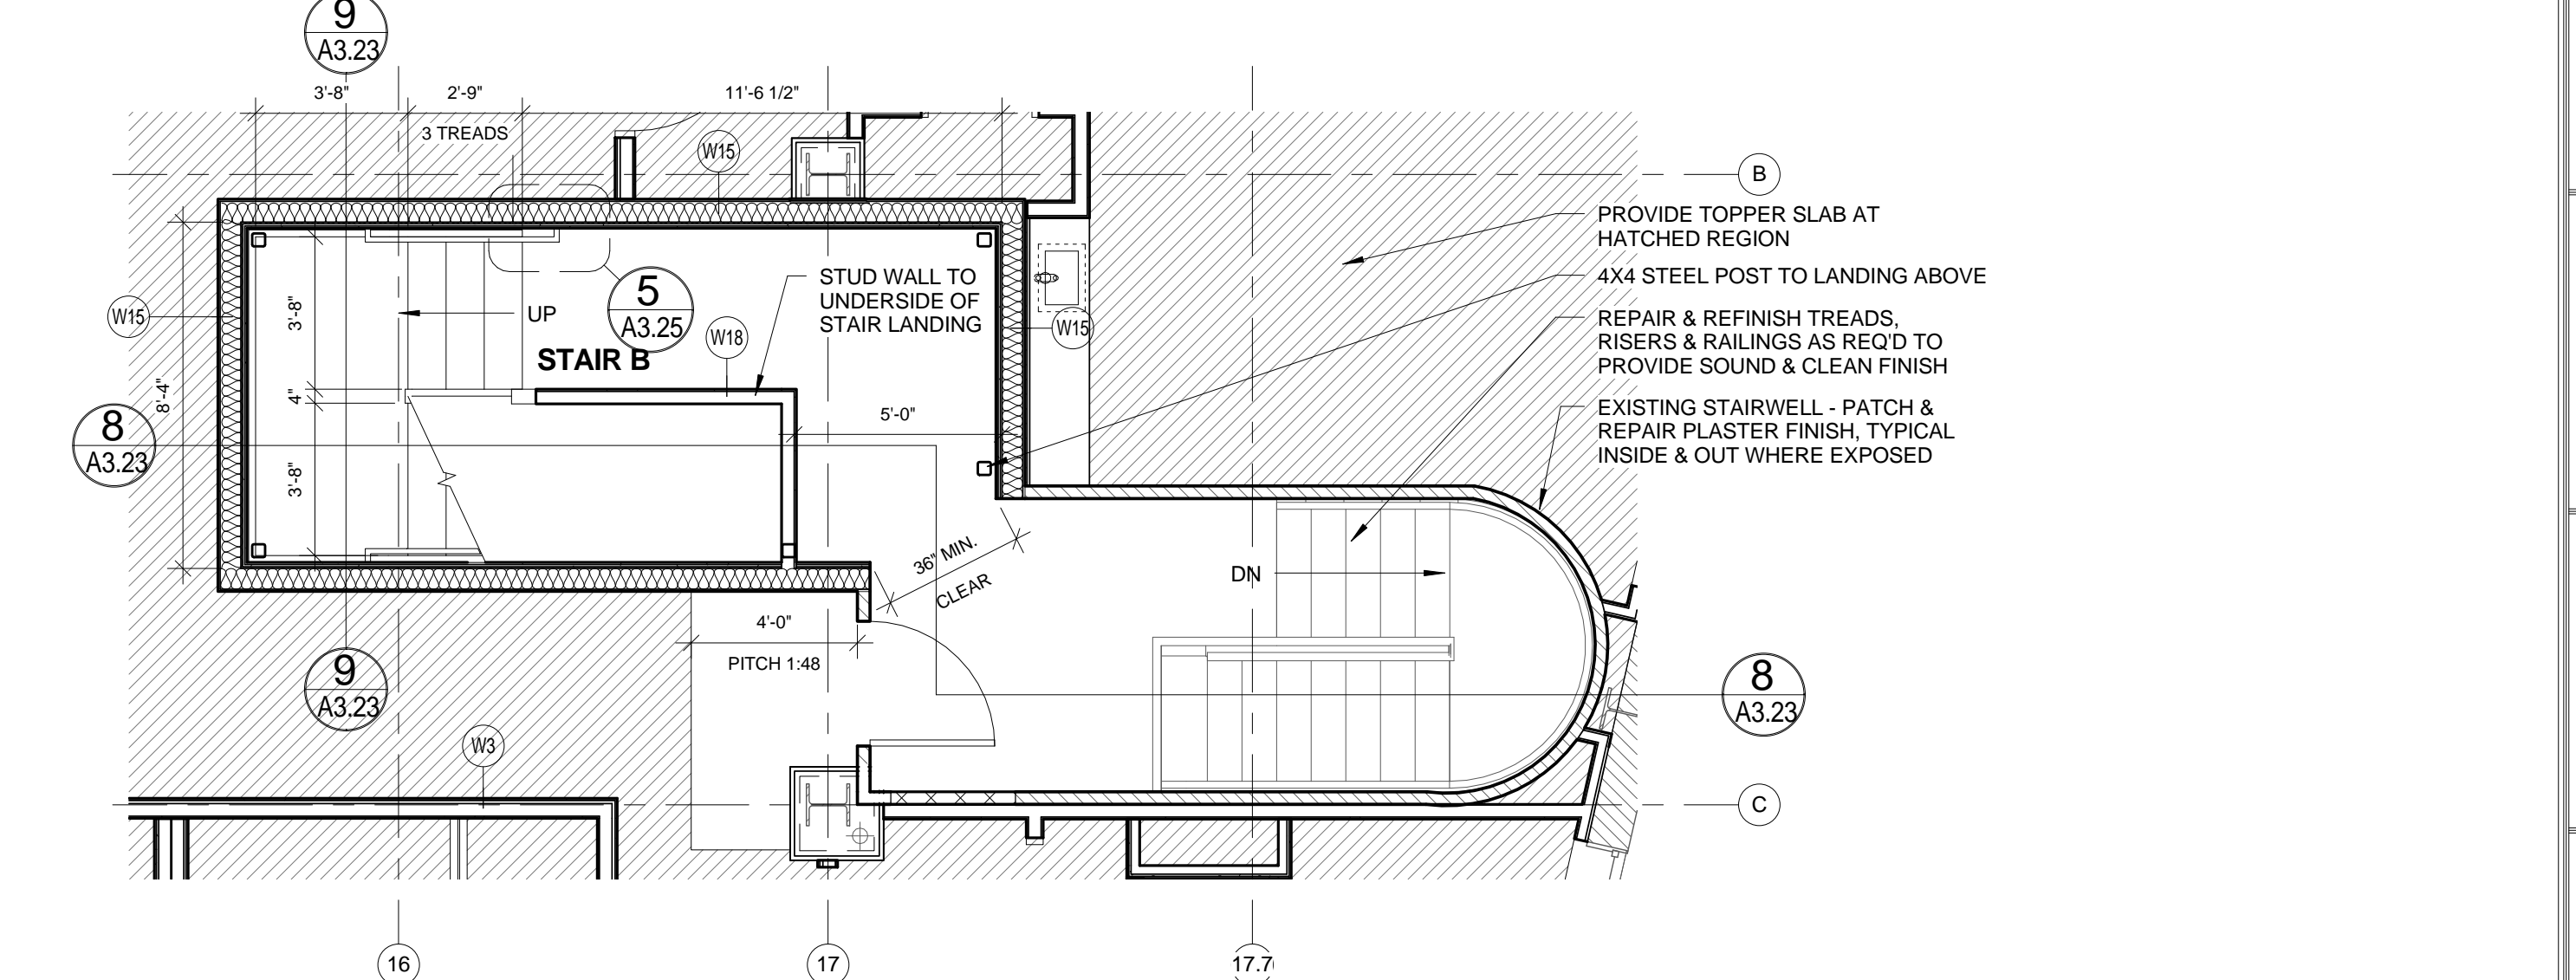 9
A3.23
3'-8"
2'-9"
11'-6 1/2"
3 TREADS
W15
B
PROVIDE TOPPER SLAB AT
HATCHED REGION
4X4 STEEL POST TO LANDING ABOVE
REPAIR & REFINISH TREADS,
RISERS & RAILINGS AS REQ'D TO
PROVIDE SOUND & CLEAN FINISH
EXISTING STAIRWELL - PATCH &
REPAIR PLASTER FINISH, TYPICAL
INSIDE & OUT WHERE EXPOSED
STUD WALL TO
UNDERSIDE OF
STAIR LANDING
5
A3.25
W15
3'-8"
UP
W18
W15
STAIR B
8'-4"
4"
5'-0"
8
A3.23
3'-8"
36" MIN.
CLEAR
DN
4'-0"
PITCH 1:48
9
A3.23
8
A3.23
W3
C
16
17
17.7